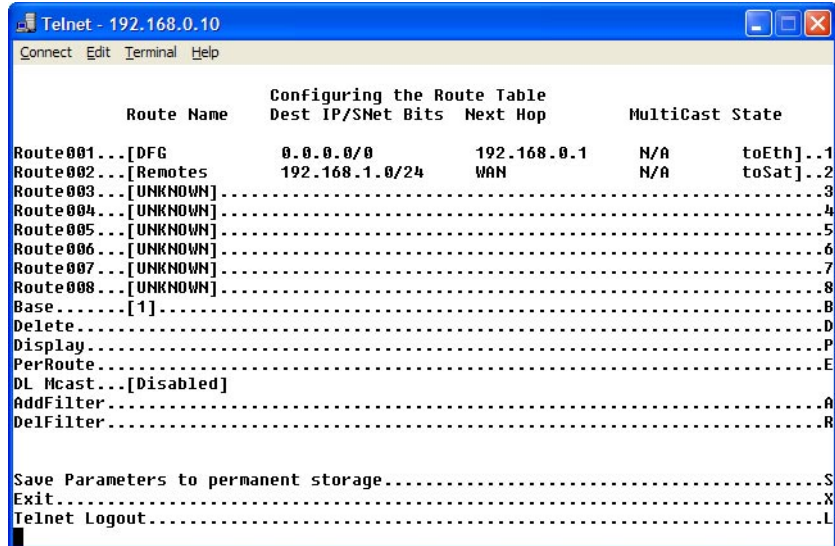 Telnet - 192.168.0.10
Connect Edit Terminal Help
Configuring the Route Table
Route Name Dest IP/SNet Bits Next Hop MultiCast State
Route001...[DFG 0.0.0.0/0 192.168.0.1 N/A toEth]..1
Route002...[Remotes 192.168.1.0/24 WAN N/A toSat]..2
Route003...[UNKNOWN].................................................................3
Route004...[UNKNOWN].................................................................4
Route005...[UNKNOWN].................................................................5
Route006...[UNKNOWN].................................................................6
Route007...[UNKNOWN].................................................................7
Route008...[UNKNOWN].................................................................8
Base.......[1].......................................................................B
Delete...............................................................................D
Display..............................................................................P
PerRoute.............................................................................E
DL Mcast...[Disabled]
AddFilter............................................................................A
DelFilter............................................................................R
Save Parameters to permanent storage.................................................S
Exit.................................................................................X
Telnet Logout........................................................................L